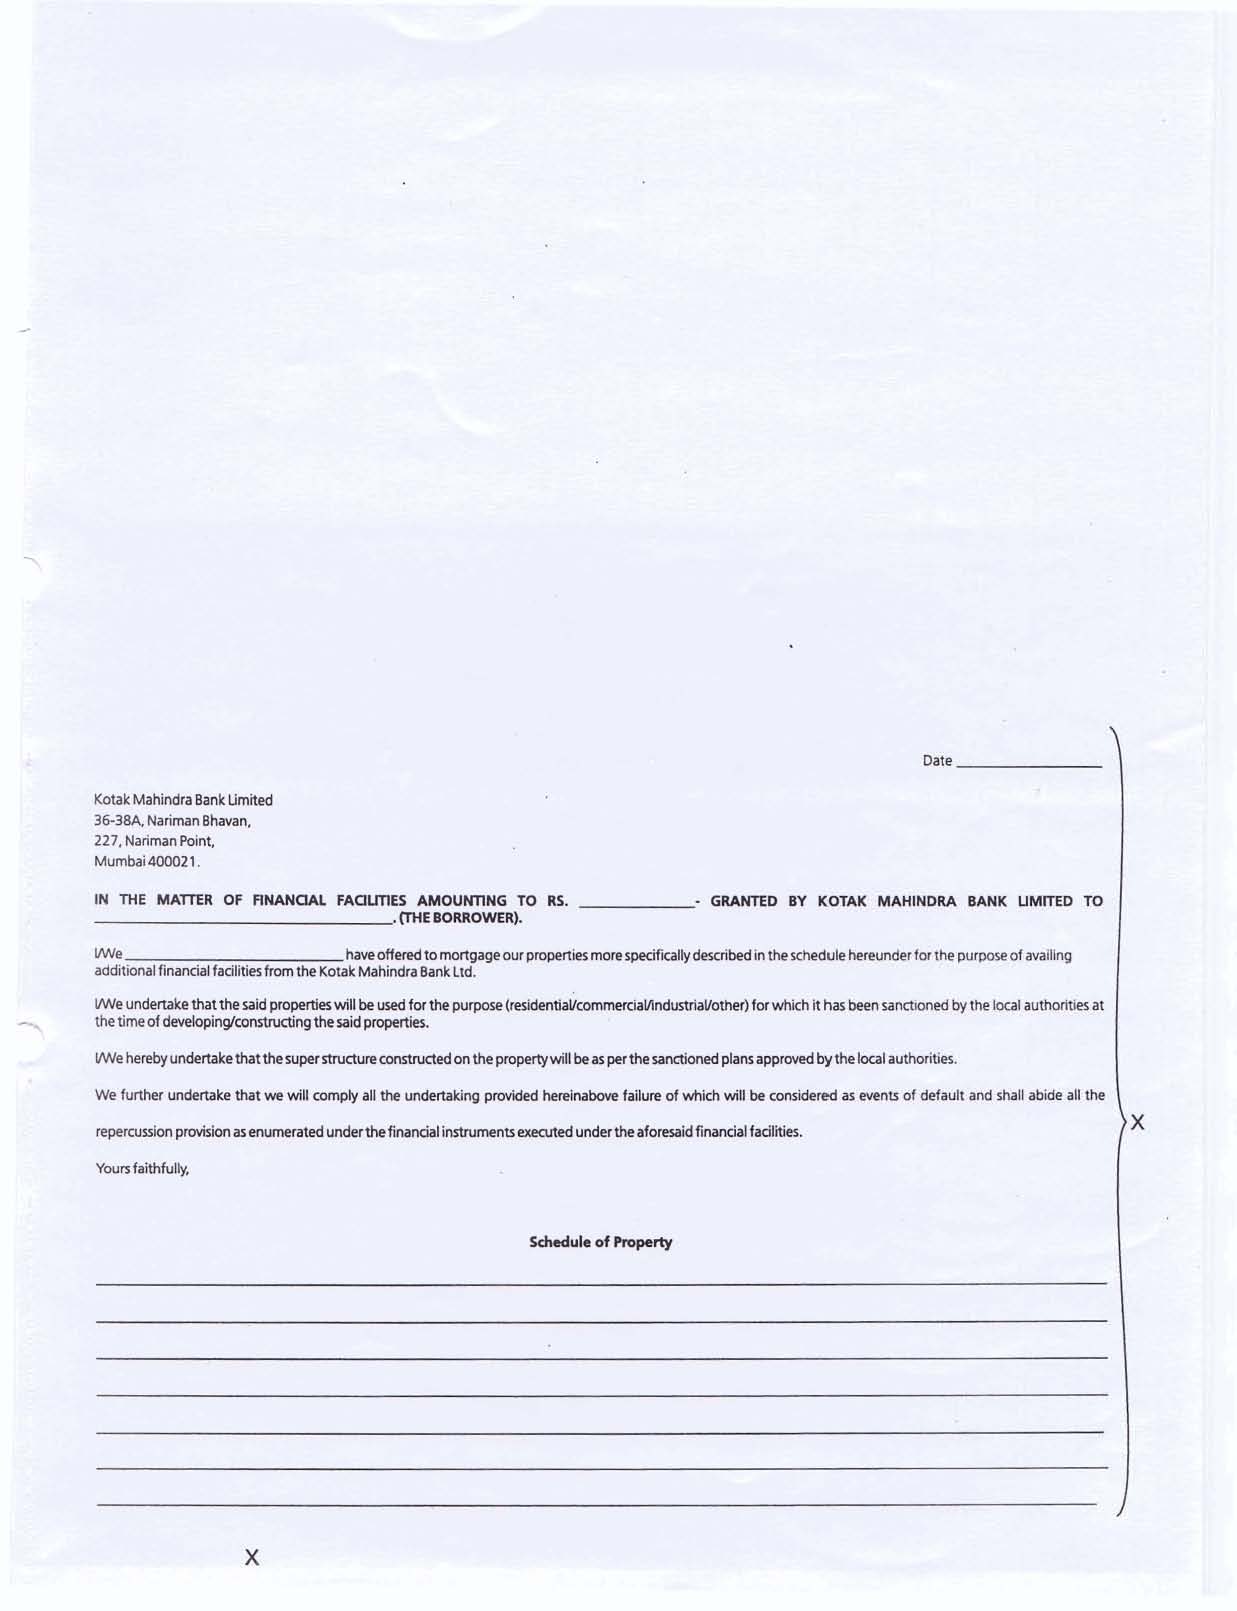 Date _______________
Kotak Mahindra Bank Limited
36-38A, Nariman Bhavan,
227, Nariman Point,
Mumbai 400021.
IN THE MATTER OF FINANCIAL FACILITIES AMOUNTING TO RS. ____________- GRANTED BY KOTAK MAHINDRA BANK LIMITED TO
_______________________________. (THE BORROWER).
I/We _______________________ have offered to mortgage our properties more specifically described in the schedule hereunder for the purpose of availing
additional financial facilities from the Kotak Mahindra Bank Ltd.
I/We undertake that the said properties will be used for the purpose (residential/commercial/industrial/other) for which it has been sanctioned by the local authorities at
the time of developing/constructing the said properties.
I/We hereby undertake that the super structure constructed on the property will be as per the sanctioned plans approved by the local authorities.
We further undertake that we will comply all the undertaking provided hereinabove failure of which will be considered as events of default and shall abide all the
X
repercussion provision as enumerated under the financial instruments executed under the aforesaid financial facilities.
Yours faithfully,
Schedule of Property
X